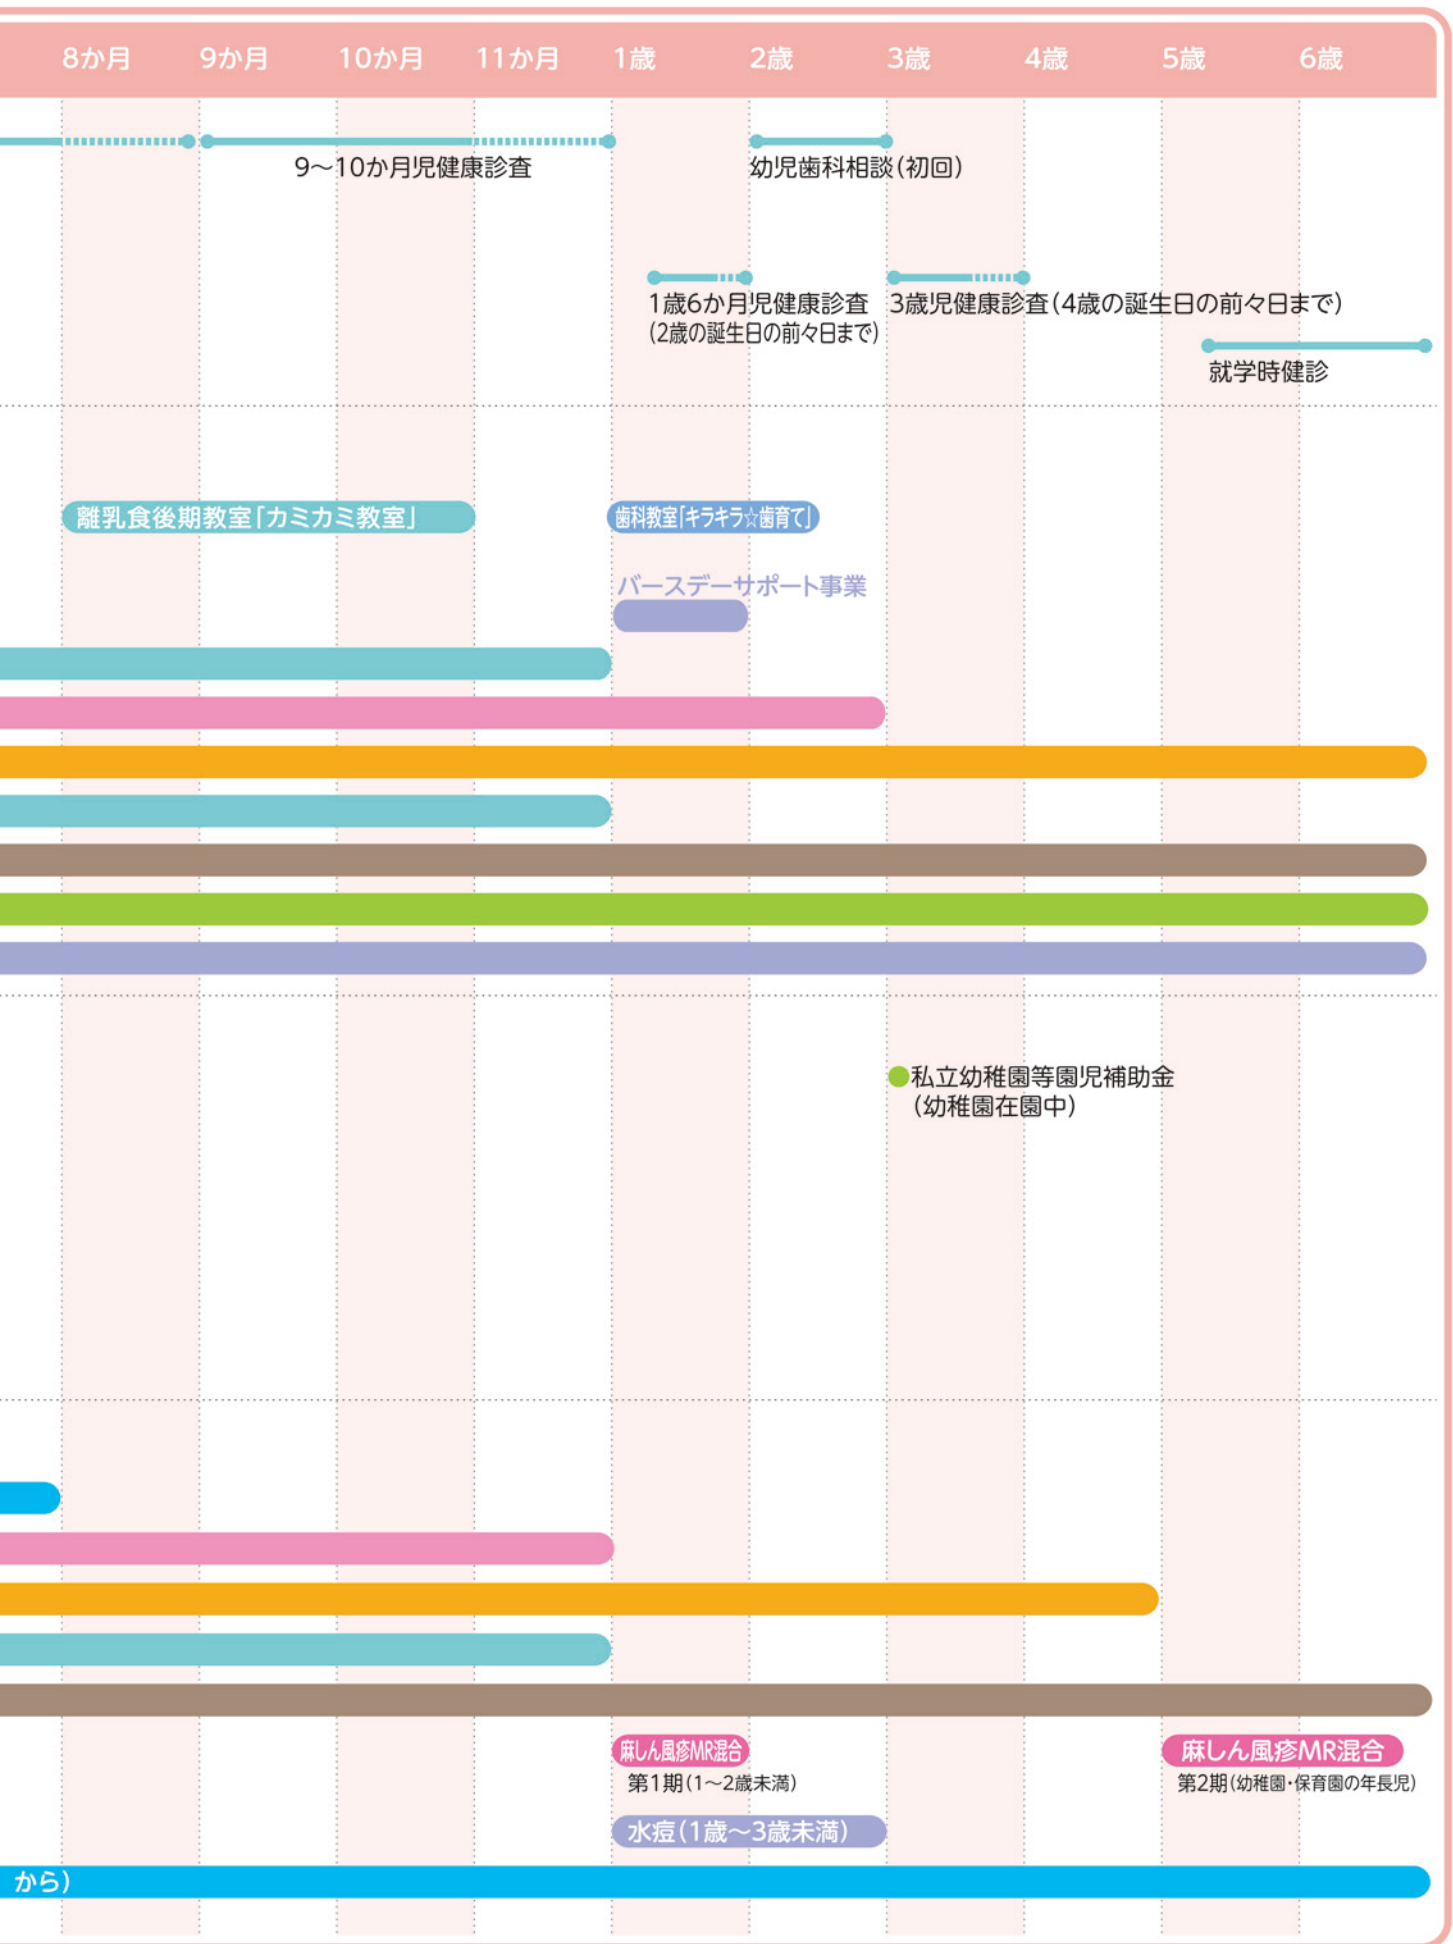 8か月 9か月 10か月 11か月 1歳 2歳 3歳 4歳 5歳 6歳
9〜10か月児健康診査
幼児歯科相談(初回)
1歳6か月児健康診査
(2歳の誕生日の前々日まで)
3歳児健康診査(4歳の誕生日の前々日まで)
就学時健診
離乳食後期教室「カミカミ教室」
歯科教室「キラキラ☆歯育て」
バースデーサポート事業
私立幼稚園等園児補助金
(幼稚園在園中)
麻しん風疹MR混合
第1期(1〜2歳未満)
麻しん風疹MR混合
第2期(幼稚園・保育園の年長児)
水痘(1歳〜3歳未満)
から)